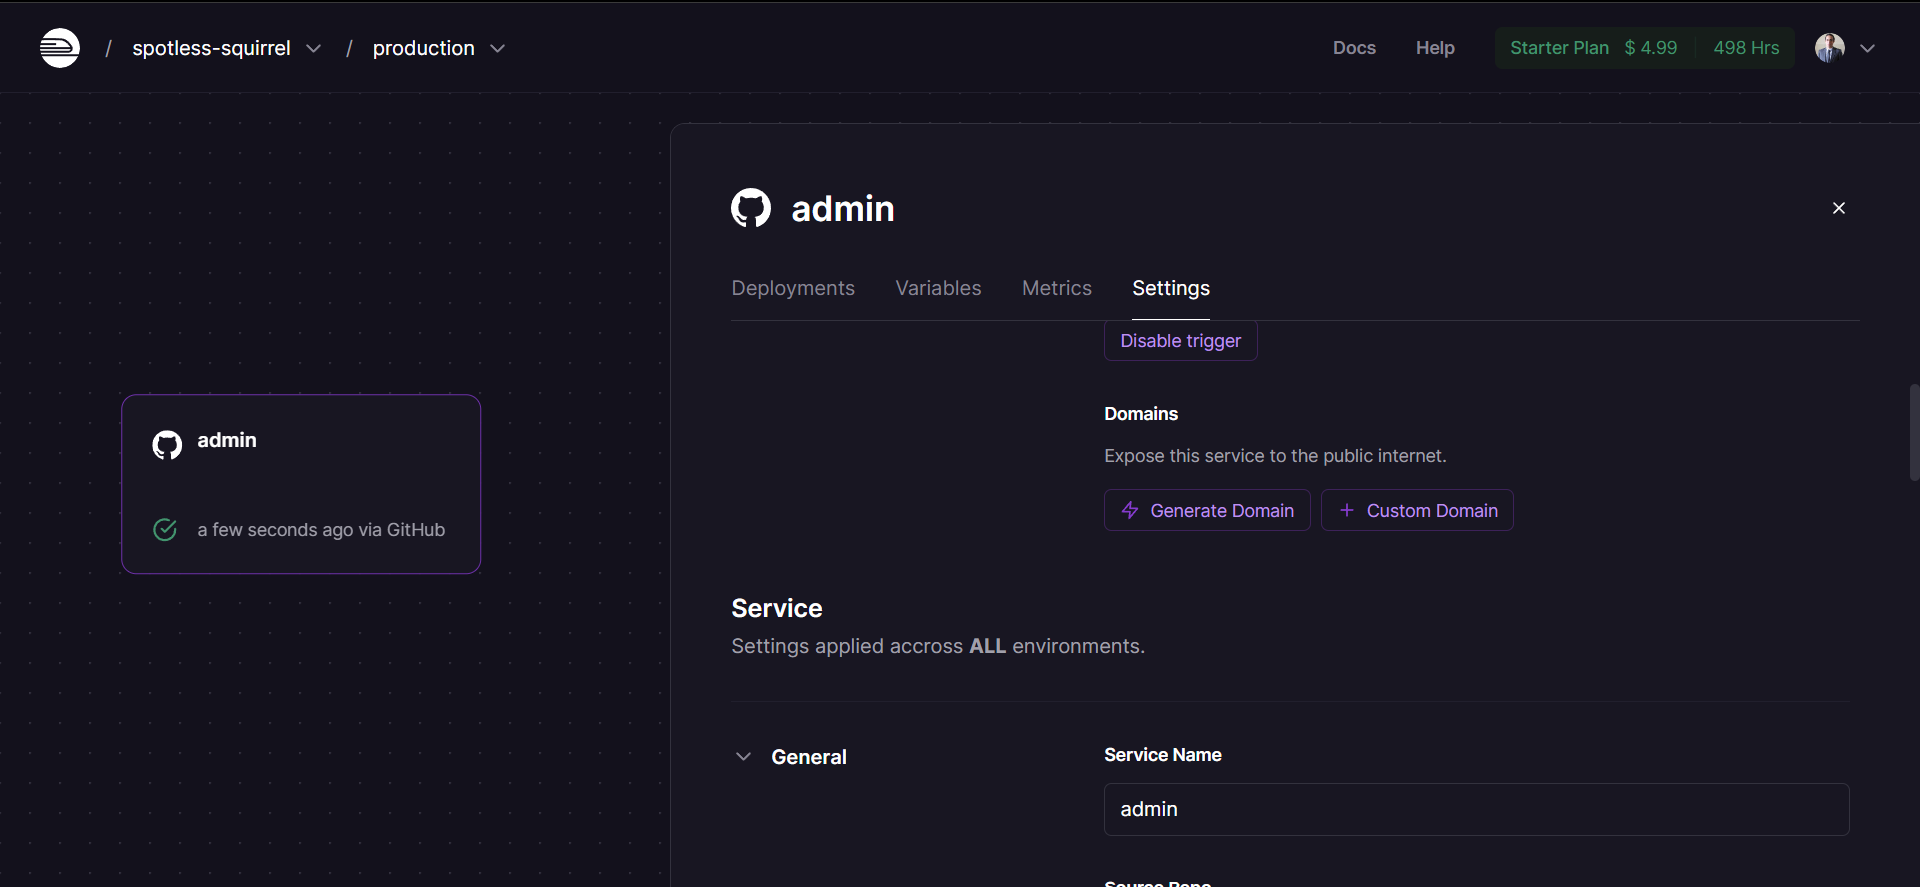 / spotless-squirrel / production
Docs Help Starter Plan $ 4.99 498 Hrs
admin
a few seconds ago via GitHub
admin
Deployments Variables Metrics Settings
Disable trigger
Domains
Expose this service to the public internet.
Generate Domain + Custom Domain
Service
Settings applied accross ALL environments.
General
Service Name
admin
Source Repo